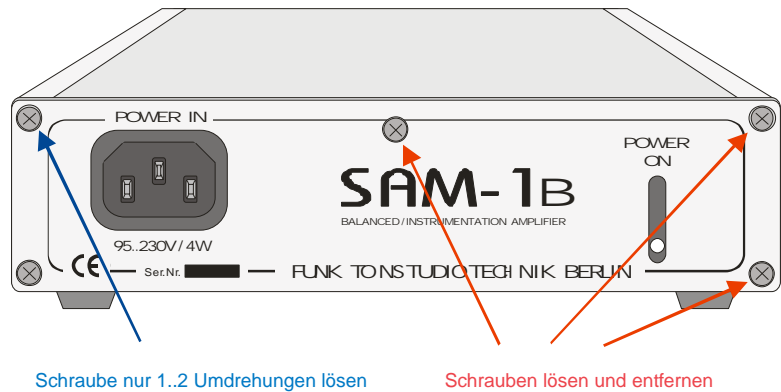 POWER IN
POWER
ON
SAM-1B
BALANCED/INSTRUMENTATION AMPLIFIER
95..230V/4W
CE Ser.Nr. FUNK TONSTUDIOTECHNIK BERLIN
Schraube nur 1..2 Umdrehungen lösen
Schrauben lösen und entfernen